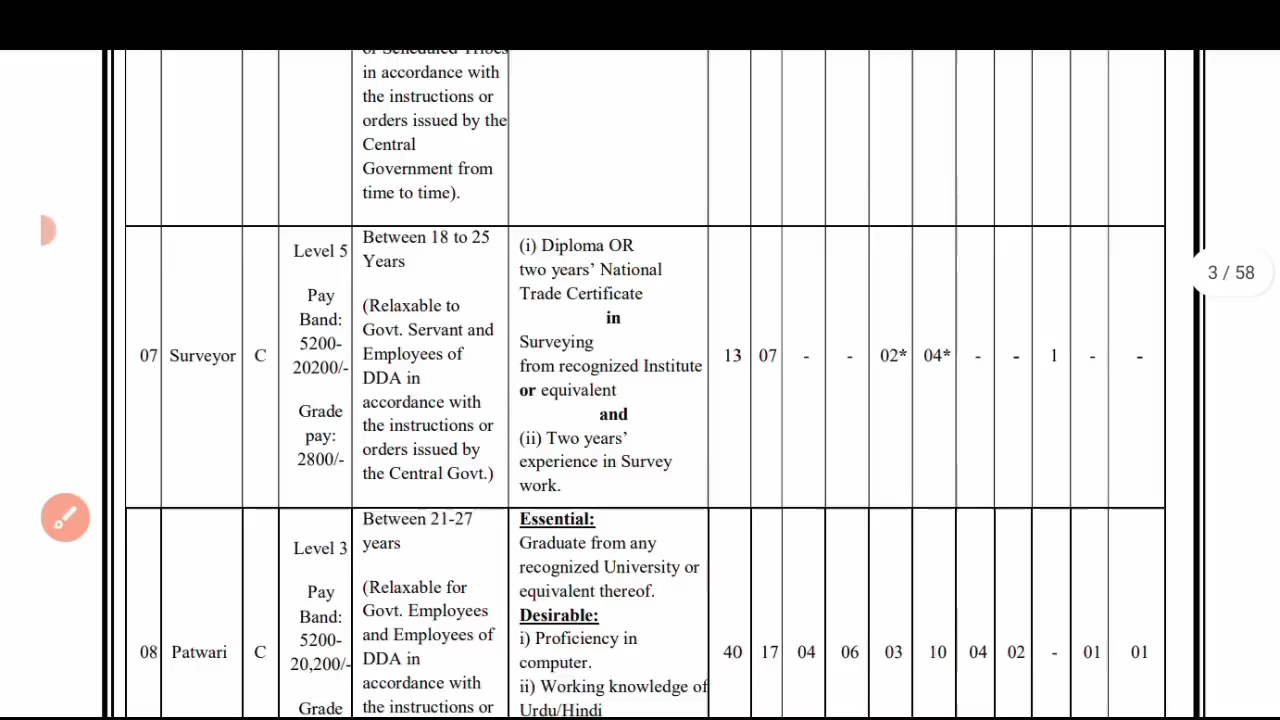 of Scheduled Tribes
in accordance with
the instructions or
orders issued by the
Central
Government from
time to time).
07
Surveyor
C
Level 5
Pay
Band:
5200-
20200/-
Grade
pay:
2800/-
Between 18 to 25
Years
(Relaxable to
Govt. Servant and
Employees of
DDA in
accordance with
the instructions or
orders issued by
the Central Govt.)
(i) Diploma OR
two years’ National
Trade Certificate
in
Surveying
from recognized Institute
or equivalent
and
(ii) Two years’
experience in Survey
work.
13 07 - - 02* 04* - - 1 - -
08
Patwari
C
Level 3
Pay
Band:
5200-
20,200/-
Grade
Between 21-27
years
(Relaxable for
Govt. Employees
and Employees of
DDA in
accordance with
the instructions or
Essential:
Graduate from any
recognized University or
equivalent thereof.
Desirable:
i) Proficiency in
computer.
ii) Working knowledge of
Urdu/Hindi
40 17 04 06 03 10 04 02 - 01 01
3 / 58